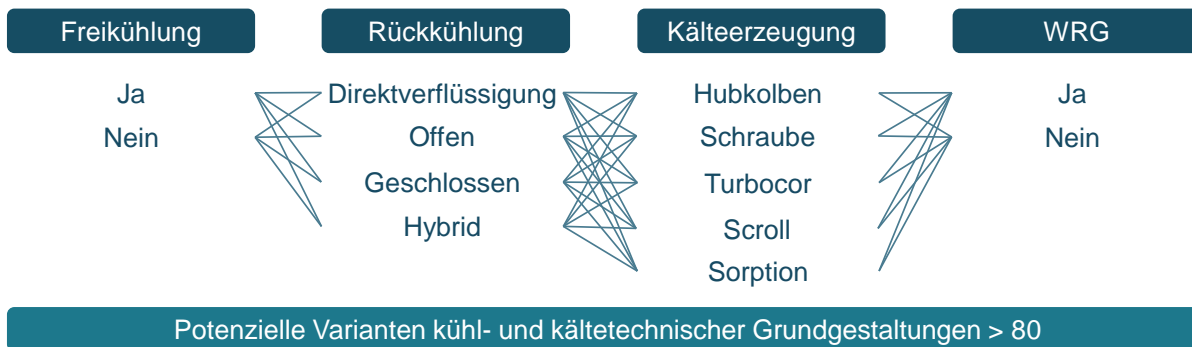 Freikühlung
Rückkühlung
Kälteerzeugung
WRG
Ja
Direktverflüssigung
Hubkolben
Ja
Nein
Offen
Schraube
Nein
Geschlossen
Turbocor
Hybrid
Scroll
Sorption
Potenzielle Varianten kühl- und kältetechnischer Grundgestaltungen > 80